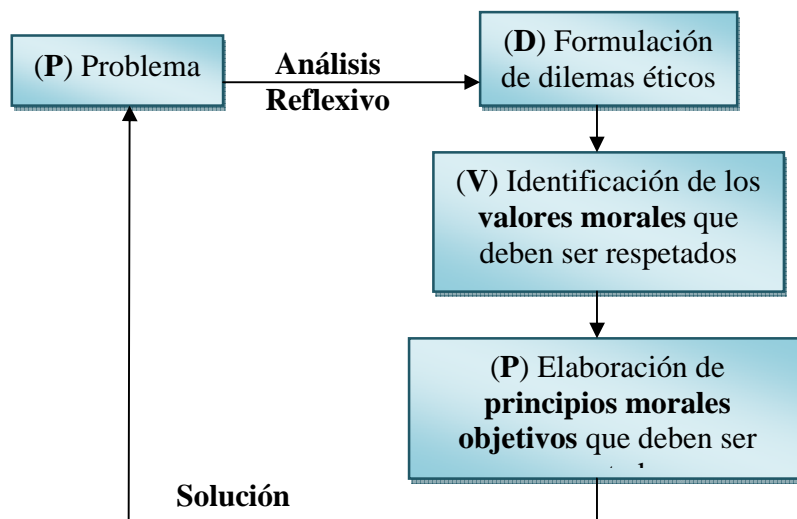 (P) Problema
Análisis
Reflexivo
(D) Formulación
de dilemas éticos
(V) Identificación de los
valores morales que
deben ser respetados
(P) Elaboración de
principios morales
objetivos que deben ser
Solución